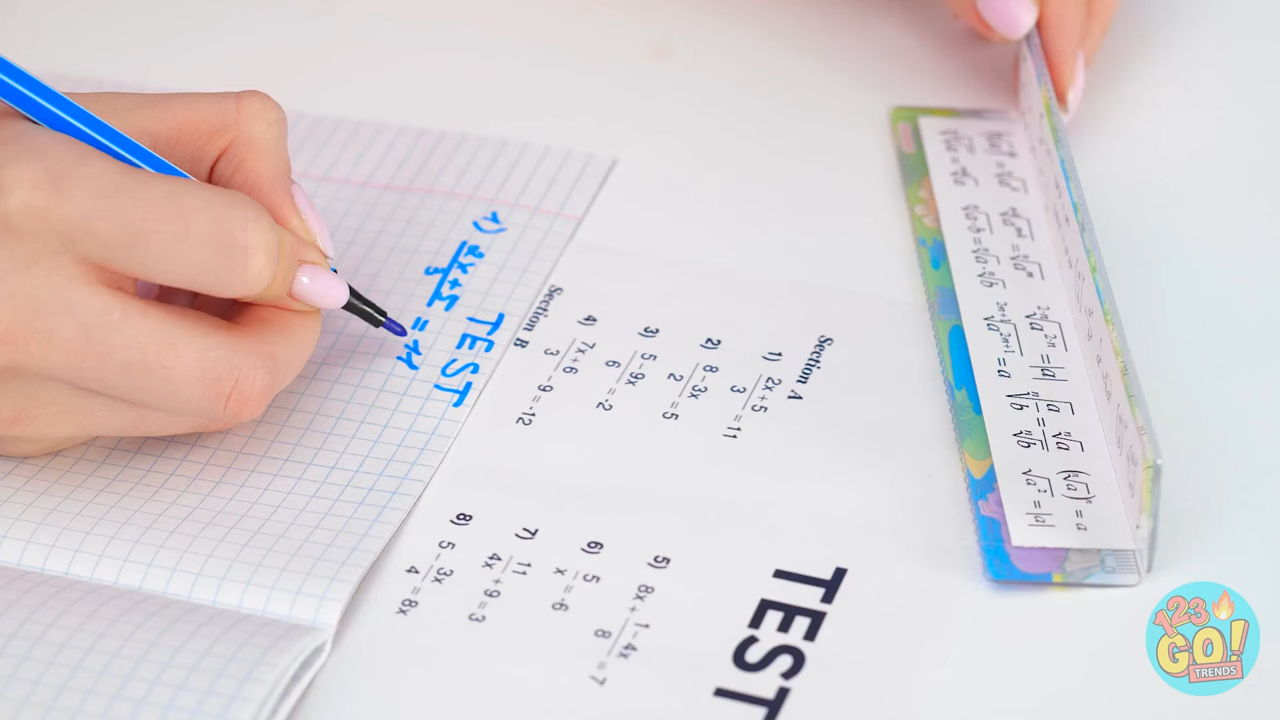 TEST
1) 2x+5/3 = 11
TEST
Section A
1) 2x+5/3 = 11
2) 8-3x/2 = 5
3) 5-9x/6 = -2
4) 7x+6/3 - 9 = -12
Section B
5) 8x + 1-4x/8 = 7
6) 5/x = -6
7) 11/4x+9 = 3
8) 5 - 3x/4 = 8x
²ⁿ√a²ⁿ = |a|
ⁿ√a/b = ⁿ√a/ⁿ√b
(ⁿ√a)ⁿ = a
ⁿ√a·b = ⁿ√a·ⁿ√b
²ⁿ⁺¹√a²ⁿ⁺¹ = a
√a² = |a|
123 GO!
TRENDS